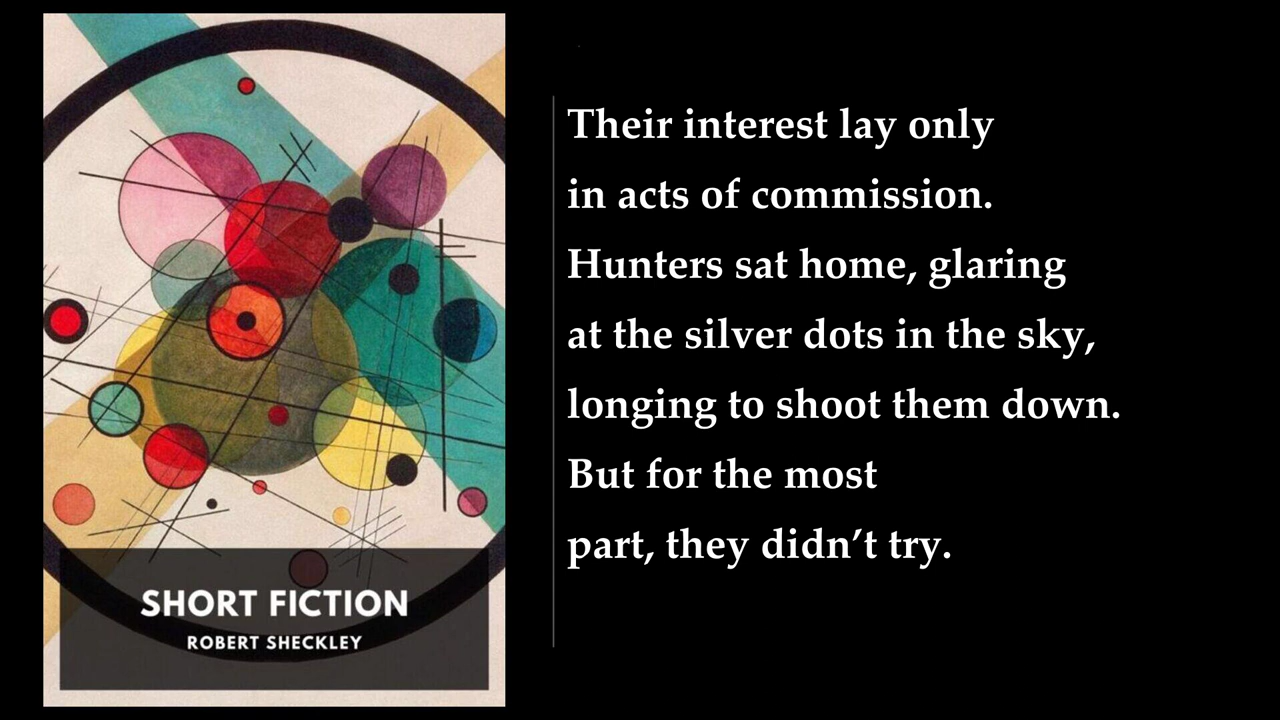 SHORT FICTION
ROBERT SHECKLEY
Their interest lay only
in acts of commission.
Hunters sat home, glaring
at the silver dots in the sky,
longing to shoot them down.
But for the most
part, they didn’t try.